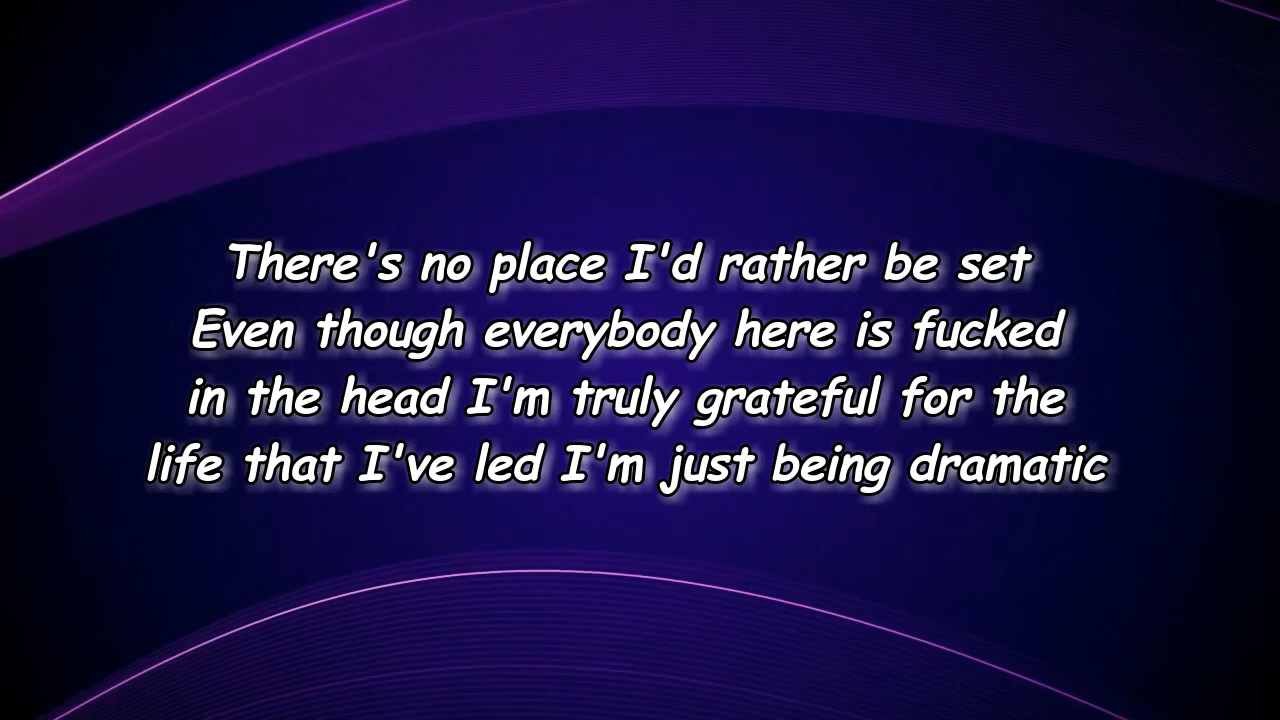 There's no place I'd rather be set
Even though everybody here is fucked
in the head I'm truly grateful for the
life that I've led I'm just being dramatic